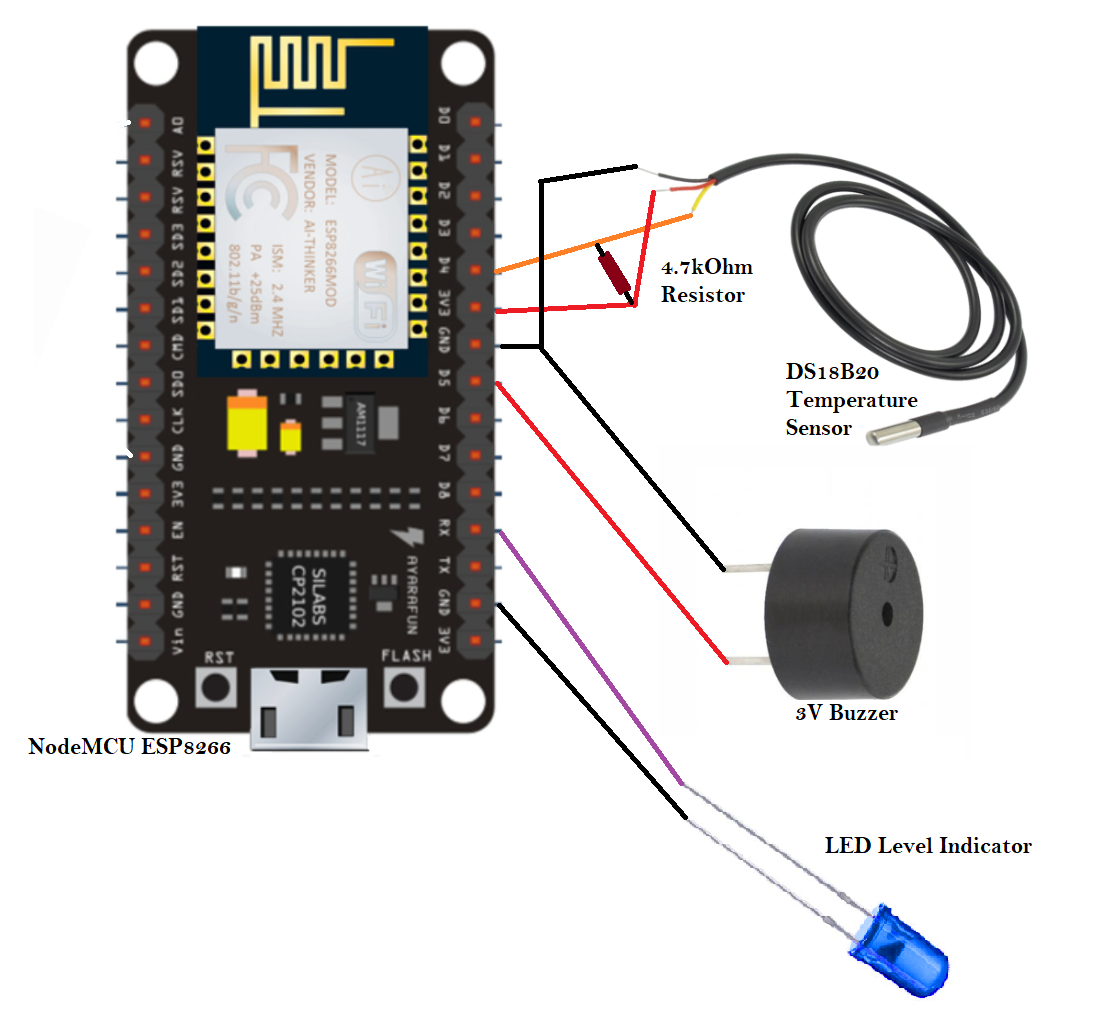 A0
RSV
RSV
SD3
SD2
SD1
CMD
SD0
CLK
GND
3V3
EN
RST
GND
Vin
D0
D1
D2
D3
D4
3V3
GND
D5
D6
D7
D8
RX
TX
GND
3V3
Ai
MODEL: ESP8266MOD
VENDOR: AI-THINKER
FCC
WiFi
ISM: 2.4 MHZ
PA +25dBm
802.11b/g/n
AM1117
SILABS
CP2102
AYARAFUN
RST
FLASH
NodeMCU ESP8266
4.7kOhm
Resistor
DS18B20
Temperature
Sensor
3V Buzzer
LED Level Indicator